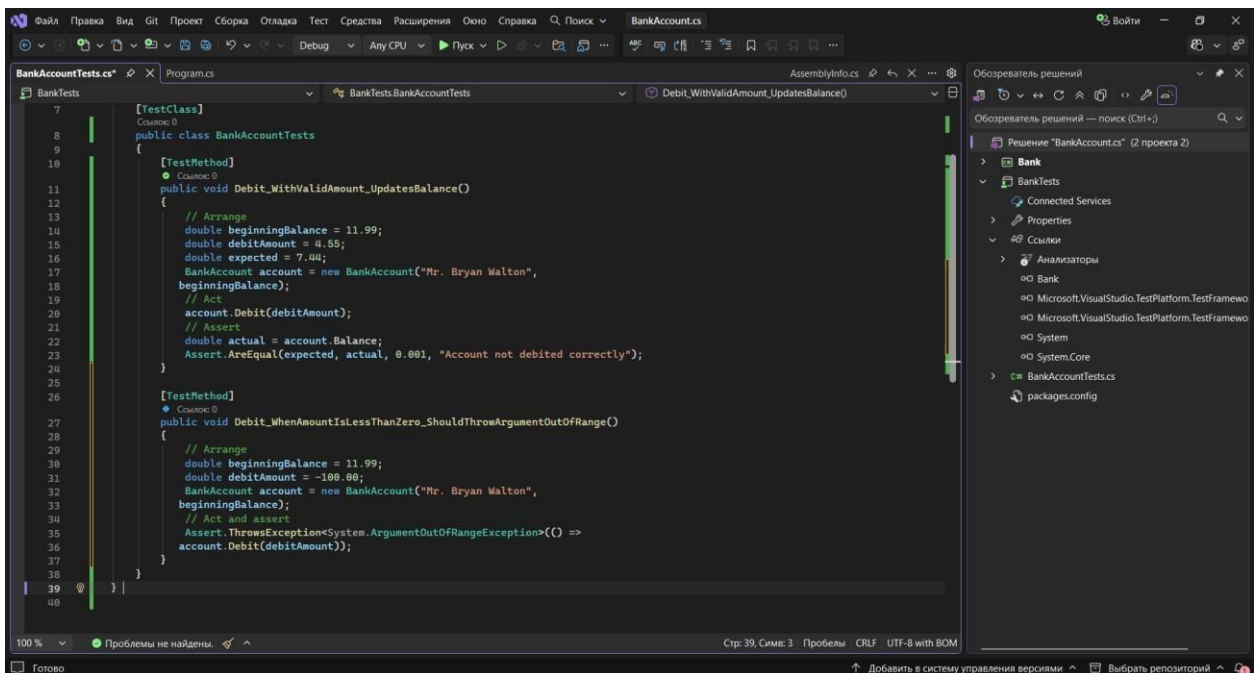 Файл Правка Вид Git Проект Сборка Отладка Тест Средства Расширения Окно Справка Поиск BankAccount.cs Войти
Debug Any CPU Пуск
BankAccountTests.cs* Program.cs AssemblyInfo.cs
BankTests BankTests.BankAccountTests Debit_WithValidAmount_UpdatesBalance()
7 [TestClass]
Ссылок: 0
8 public class BankAccountTests
9 {
10 [TestMethod]
Ссылок: 0
11 public void Debit_WithValidAmount_UpdatesBalance()
12 {
13 // Arrange
14 double beginningBalance = 11.99;
15 double debitAmount = 4.55;
16 double expected = 7.44;
17 BankAccount account = new BankAccount("Mr. Bryan Walton",
18 beginningBalance);
19 // Act
20 account.Debit(debitAmount);
21 // Assert
22 double actual = account.Balance;
23 Assert.AreEqual(expected, actual, 0.001, "Account not debited correctly");
24 }
25
26 [TestMethod]
Ссылок: 0
27 public void Debit_WhenAmountIsLessThanZero_ShouldThrowArgumentOutOfRange()
28 {
29 // Arrange
30 double beginningBalance = 11.99;
31 double debitAmount = -100.00;
32 BankAccount account = new BankAccount("Mr. Bryan Walton",
33 beginningBalance);
34 // Act and assert
35 Assert.ThrowsException<System.ArgumentOutOfRangeException>(() =>
36 account.Debit(debitAmount));
37 }
38 }
39 }
40
100 % Проблемы не найдены. Стр: 39, Симв: 3 Пробелы CRLF UTF-8 with BOM
Обозреватель решений
Обозреватель решений — поиск (Ctrl+;)
Решение "BankAccount.cs" (2 проекта 2)
Bank
BankTests
Connected Services
Properties
Ссылки
Анализаторы
Bank
Microsoft.VisualStudio.TestPlatform.TestFramewo
Microsoft.VisualStudio.TestPlatform.TestFramewo
System
System.Core
C# BankAccountTests.cs
packages.config
Готово Добавить в систему управления версиями Выбрать репозиторий